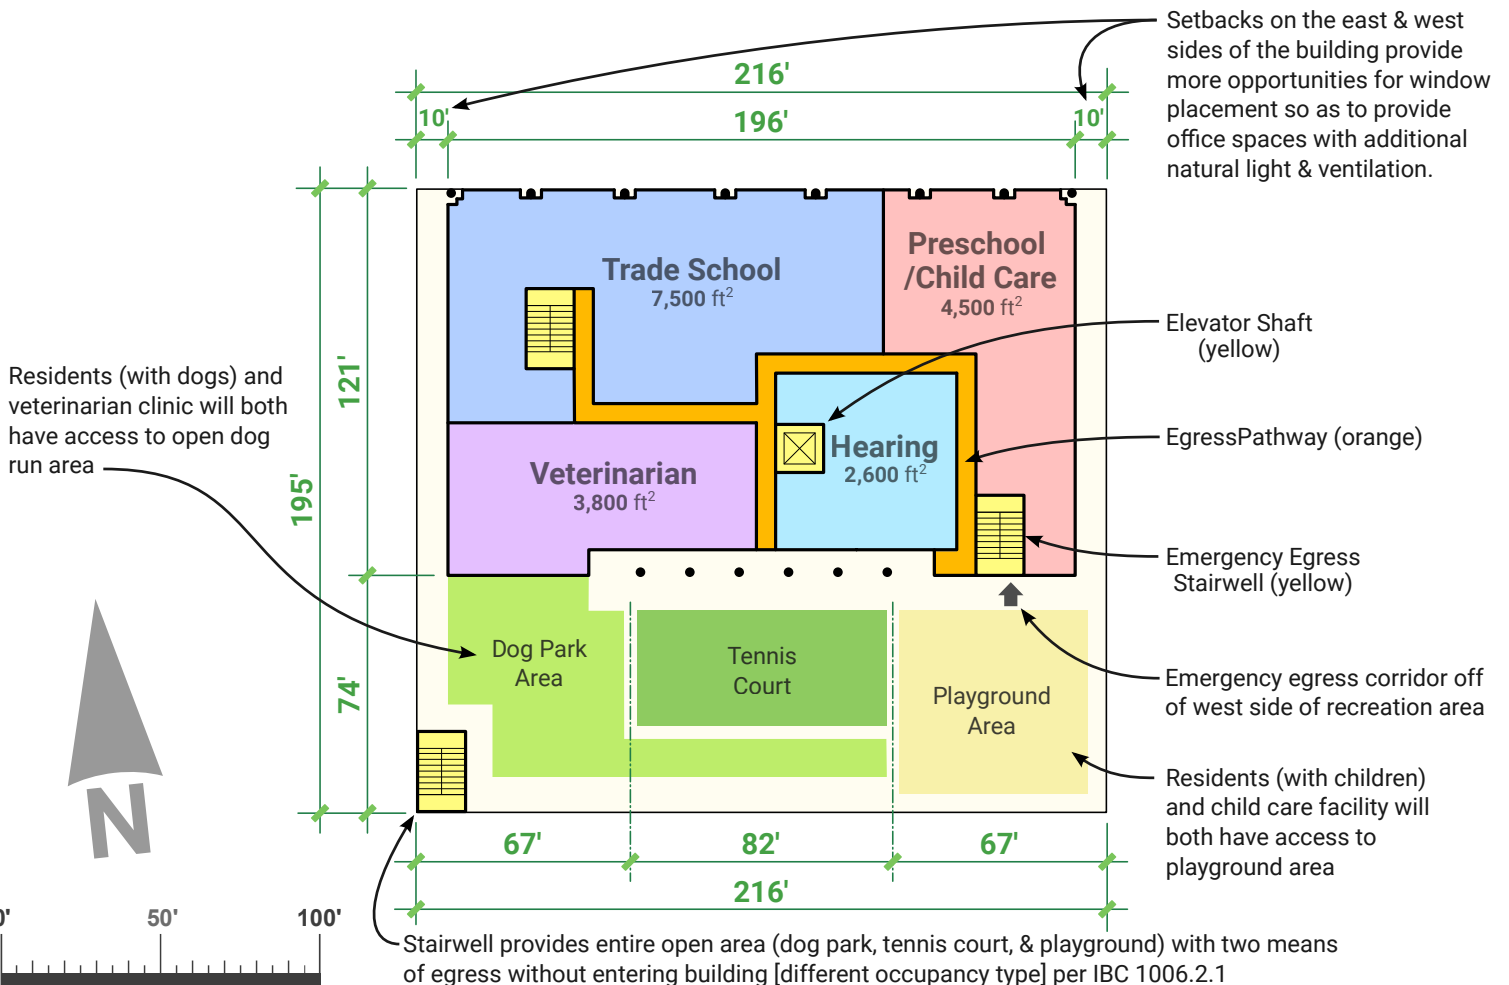 Setbacks on the east & west
sides of the building provide
more opportunities for window
placement so as to provide
office spaces with additional
natural light & ventilation.
216'
10'
196'
10'
Trade School
7,500 ft²
Preschool
/Child Care
4,500 ft²
Elevator Shaft
(yellow)
Residents (with dogs) and
veterinarian clinic will both
have access to open dog
run area
121'
195'
74'
Hearing
2,600 ft²
EgressPathway (orange)
Veterinarian
3,800 ft²
Emergency Egress
Stairwell (yellow)
Dog Park
Area
Tennis
Court
Playground
Area
Emergency egress corridor off
of west side of recreation area
Residents (with children)
and child care facility will
both have access to
playground area
N
67'
82'
67'
216'
0'
50'
100'
Stairwell provides entire open area (dog park, tennis court, & playground) with two means
of egress without entering building [different occupancy type] per IBC 1006.2.1